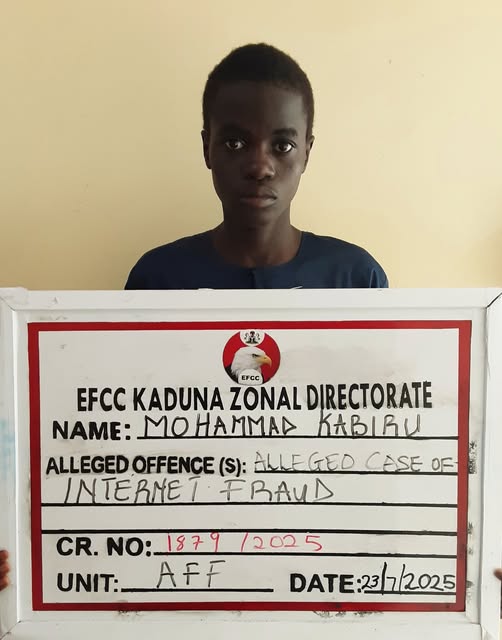 EFCC
EFCC KADUNA ZONAL DIRECTORATE
NAME: MOHAMMAD KABIRU
ALLEGED OFFENCE (S): ALLEGED CASE OF
INTERNET FRAUD
CR. NO: 1879 /2025
UNIT: AFF DATE: 23/7/2025